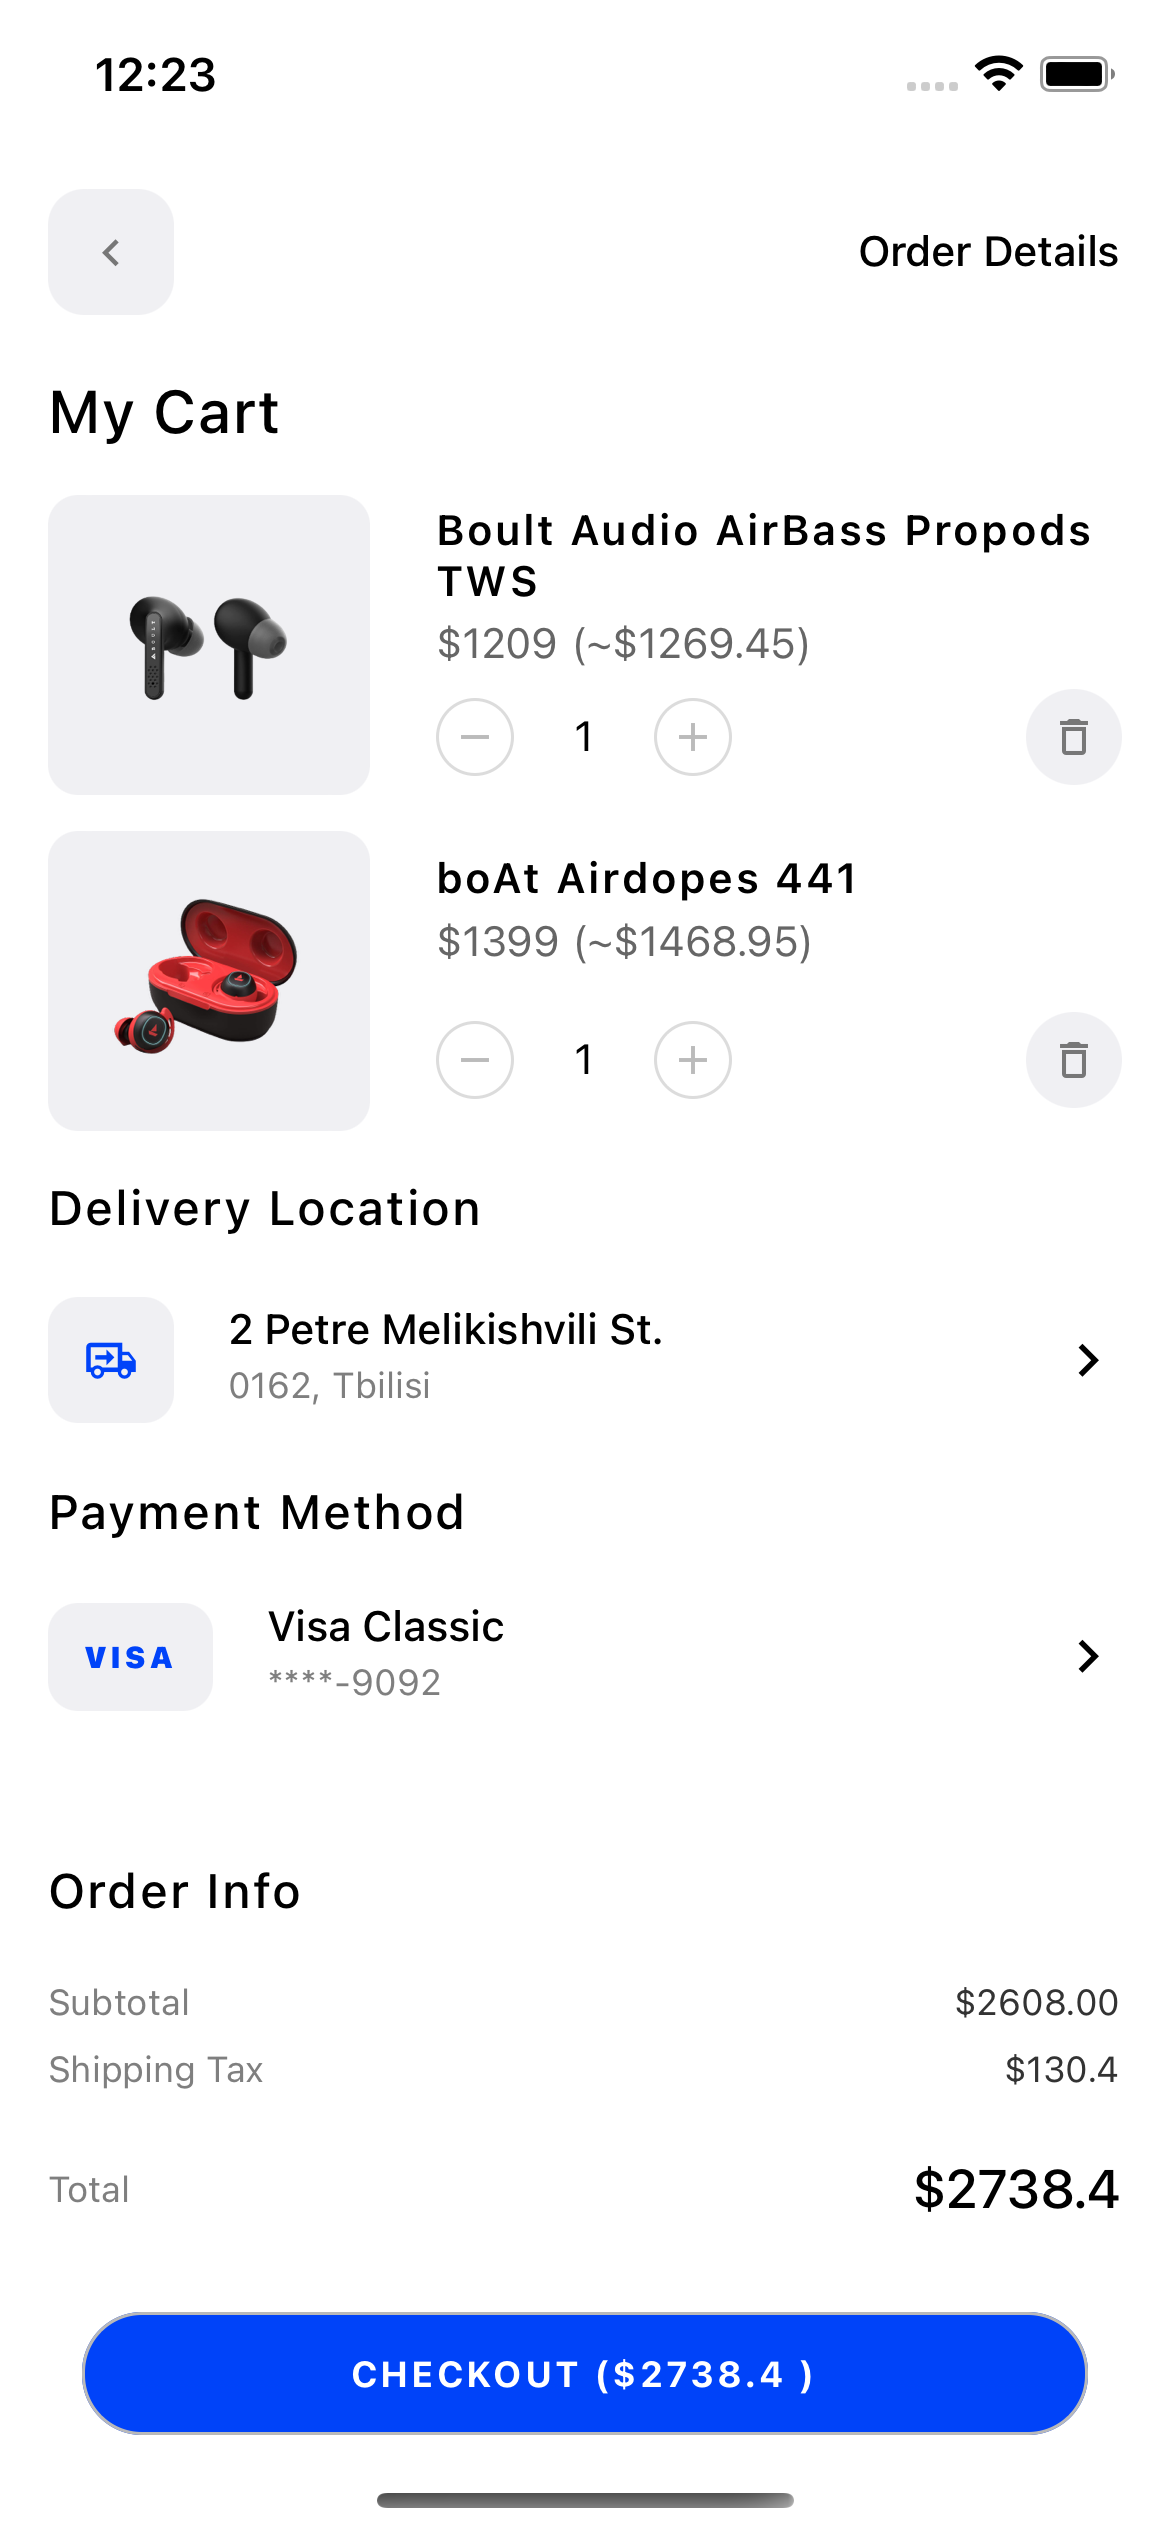 12:23
Order Details
My Cart
Boult Audio AirBass Propods
TWS
$1209 (~$1269.45)
1
boAt Airdopes 441
$1399 (~$1468.95)
1
Delivery Location
2 Petre Melikishvili St.
0162, Tbilisi
Payment Method
VISA
Visa Classic
****-9092
Order Info
Subtotal
$2608.00
Shipping Tax
$130.4
Total
$2738.4
CHECKOUT ($2738.4 )